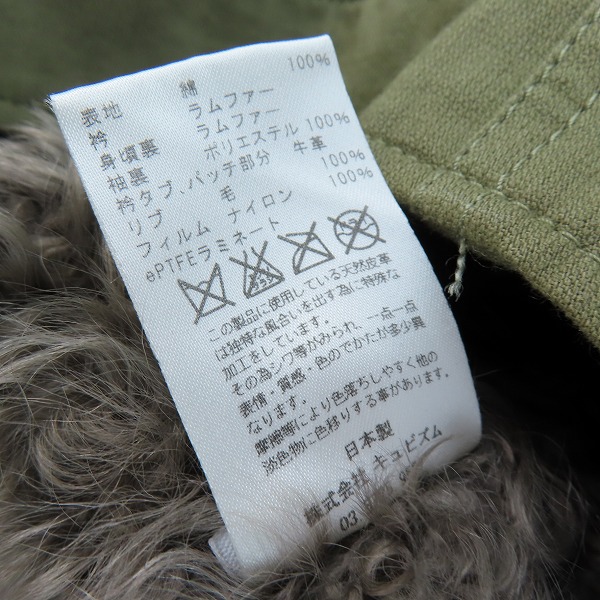 表地 綿 100%
衿 ラムファー
身頃裏 ラムファー
袖裏 ポリエステル 100%
衿タブ、パッチ部分 牛革
リブ 毛 100%
フィルム ナイロン 100%
ePTFEラミネート
この製品に使用している天然皮革
は独特な風合いを出す為に特殊な
加工をしています。
その為シワ等がみられ、一点一点
表情・質感・色のでかたが多少異
なります。
摩擦等により色落ちしやすく他の
淡色物に色移りする事があります。
日本製
株式会社 キュビズム
03